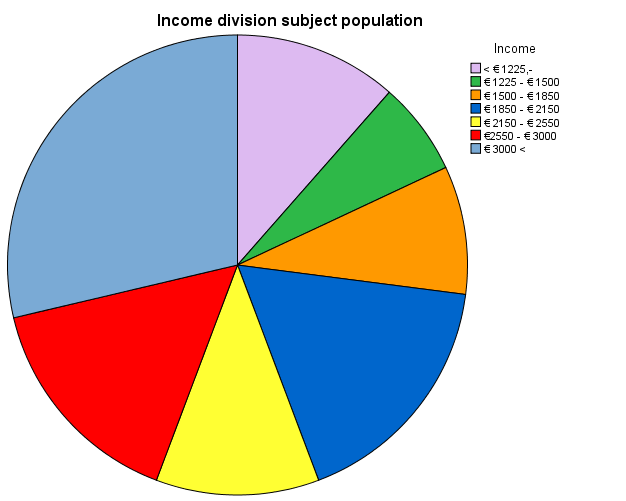 Income division subject population
Income
< € 1225,-
€ 1225 - € 1500
€ 1500 - € 1850
€ 1850 - € 2150
€ 2150 - € 2550
€2550 - € 3000
€ 3000 <